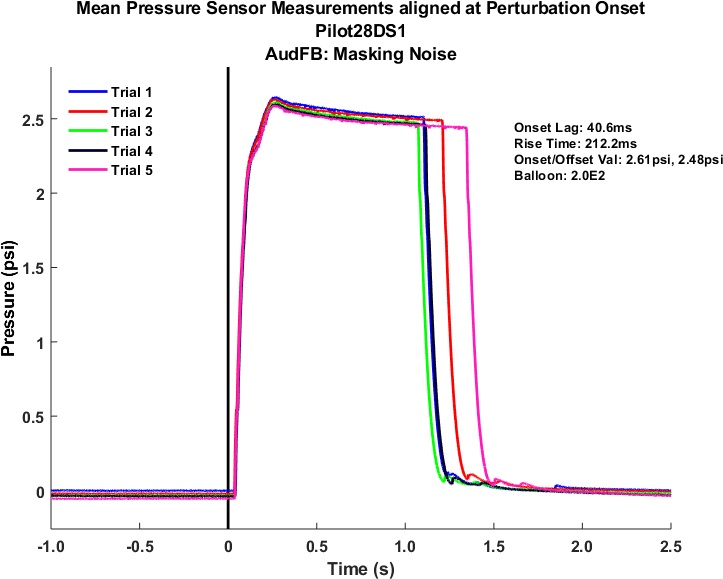 Mean Pressure Sensor Measurements aligned at Perturbation Onset
Pilot28DS1
AudFB: Masking Noise
Trial 1
Trial 2
Trial 3
Trial 4
Trial 5
Onset Lag: 40.6ms
Rise Time: 212.2ms
Onset/Offset Val: 2.61psi, 2.48psi
Balloon: 2.0E2
Pressure (psi)
2.5
2
1.5
1
0.5
0
-1.0 -0.5 0 0.5 1.0 1.5 2.0 2.5
Time (s)